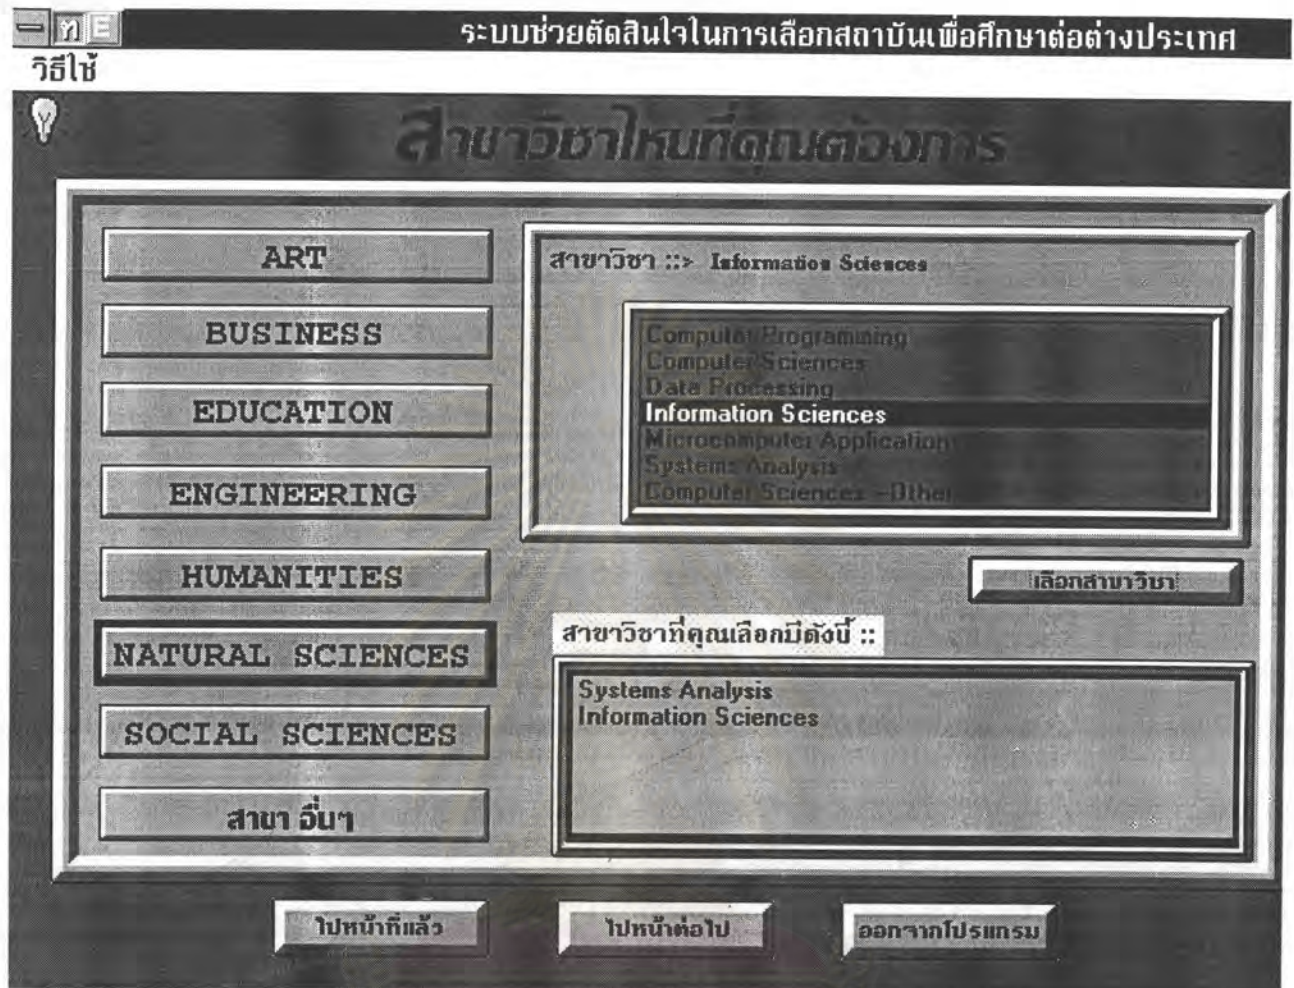 ท E
ระบบช่วยตัดสินใจในการเลือกสถาบันเพื่อศึกษาต่อต่างประเทศ
วิธีใช้
สาขาวิชาไหนที่คุณต้องการ
ART
BUSINESS
EDUCATION
ENGINEERING
HUMANITIES
NATURAL SCIENCES
SOCIAL SCIENCES
สาขา อื่นๆ
สาขาวิชา ::> Information Sciences
Computer Programming
Computer Sciences
Data Processing
Information Sciences
Microcomputer Application
Systems Analysis
Computer Sciences --Other
เลือกสาขาวิชา
สาขาวิชาที่คุณเลือกมีดังนี้ ::
Systems Analysis
Information Sciences
ไปหน้าที่แล้ว
ไปหน้าต่อไป
ออกจากโปรแกรม